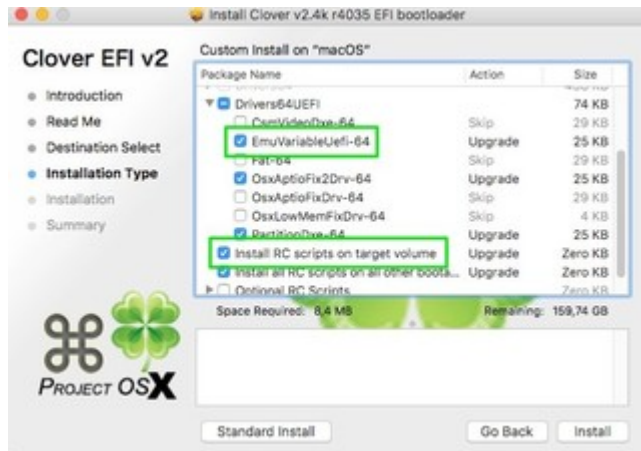 Install Clover v2.4k r4035 EFI bootloader
Clover EFI v2
Custom Install on "macOS"
Package Name Action Size
Introduction
Read Me
Destination Select
Installation Type
Installation
Summary
Drivers64UEFI 74 KB
CsmVideoDxe-64 Skip 29 KB
EmuVariableUefi-64 Upgrade 25 KB
Fat-64 Skip 29 KB
OsxAptioFix2Drv-64 Upgrade 25 KB
OsxAptioFixDrv-64 Skip 29 KB
OsxLowMemFixDrv-64 Skip 4 KB
PartitionDxe-64 Upgrade 25 KB
Install RC scripts on target volume Upgrade Zero KB
Install all RC scripts on all other boota... Upgrade Zero KB
Optional RC Scripts Zero KB
Space Required: 8,4 MB Remaining: 159,74 GB
PROJECT OSX
Standard Install Go Back Install